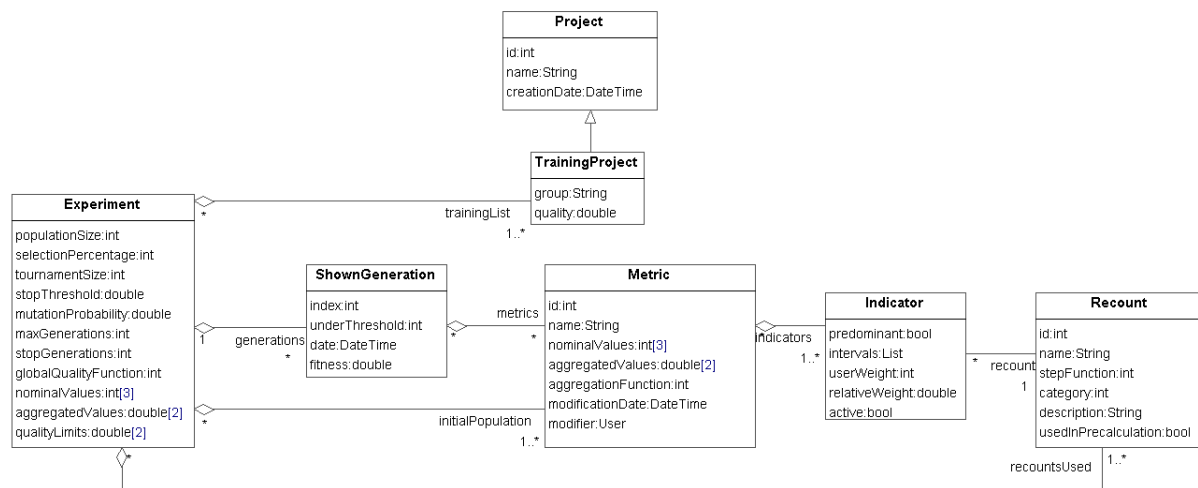 Project
id:int
name:String
creationDate:DateTime
TrainingProject
group:String
quality:double
*
trainingList
1..*
Experiment
populationSize:int
selectionPercentage:int
tournamentSize:int
stopThreshold:double
mutationProbability:double
maxGenerations:int
stopGenerations:int
globalQualityFunction:int
nominalValues:int[3]
aggregatedValues:double[2]
qualityLimits:double[2]
1
generations
*
ShownGeneration
index:int
underThreshold:int
date:DateTime
fitness:double
metrics
*
*
Metric
id:int
name:String
nominalValues:int[3]
aggregatedValues:double[2]
aggregationFunction:int
modificationDate:DateTime
modifier:User
*
initialPopulation
1..*
*
indicators
1..*
Indicator
predominant:bool
intervals:List
userWeight:int
relativeWeight:double
active:bool
*
recount
1
Recount
id:int
name:String
stepFunction:int
category:int
description:String
usedInPrecalculation:bool
*
recountsUsed
1..*